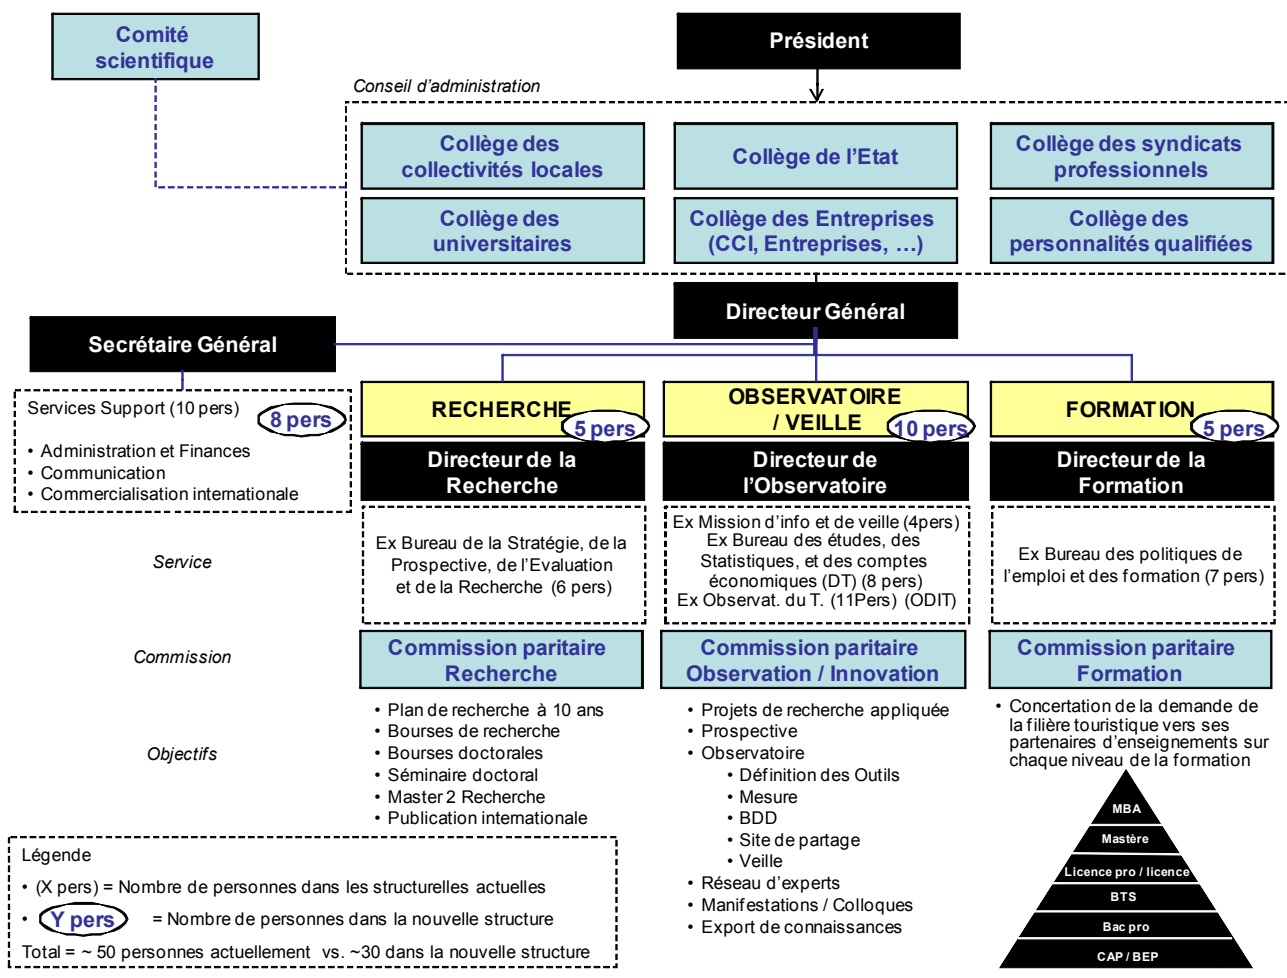 Comité
scientifique
Président
Conseil d'administration
Collège des
collectivités locales
Collège de l'Etat
Collège des syndicats
professionnels
Collège des
universitaires
Collège des Entreprises
(CCI, Entreprises, …)
Collège des
personnalités qualifiées
Directeur Général
Secrétaire Général
Services Support (10 pers)
8 pers
• Administration et Finances
• Communication
• Commercialisation internationale
RECHERCHE
5 pers
OBSERVATOIRE
/ VEILLE
10 pers
FORMATION
5 pers
Directeur de la
Recherche
Directeur de
l'Observatoire
Directeur de la
Formation
Service
Ex Bureau de la Stratégie, de la
Prospective, de l'Evaluation
et de la Recherche (6 pers)
Ex Mission d'info et de veille (4pers)
Ex Bureau des études, des
Statistiques, et des comptes
économiques (DT) (8 pers)
Ex Observat. du T. (11Pers) (ODIT)
Ex Bureau des politiques de
l'emploi et des formation (7 pers)
Commission
Commission paritaire
Recherche
Commission paritaire
Observation / Innovation
Commission paritaire
Formation
Objectifs
• Plan de recherche à 10 ans
• Bourses de recherche
• Bourses doctorales
• Séminaire doctoral
• Master 2 Recherche
• Publication internationale
• Projets de recherche appliquée
• Prospective
• Observatoire
• Définition des Outils
• Mesure
• BDD
• Site de partage
• Veille
• Réseau d'experts
• Manifestations / Colloques
• Export de connaissances
• Concertation de la demande de
la filière touristique vers ses
partenaires d'enseignements sur
chaque niveau de la formation
MBA
Mastère
Licence pro / licence
BTS
Bac pro
CAP / BEP
Légende
• (X pers) = Nombre de personnes dans les structurelles actuelles
• Y pers = Nombre de personnes dans la nouvelle structure
Total = ~ 50 personnes actuellement vs. ~30 dans la nouvelle structure